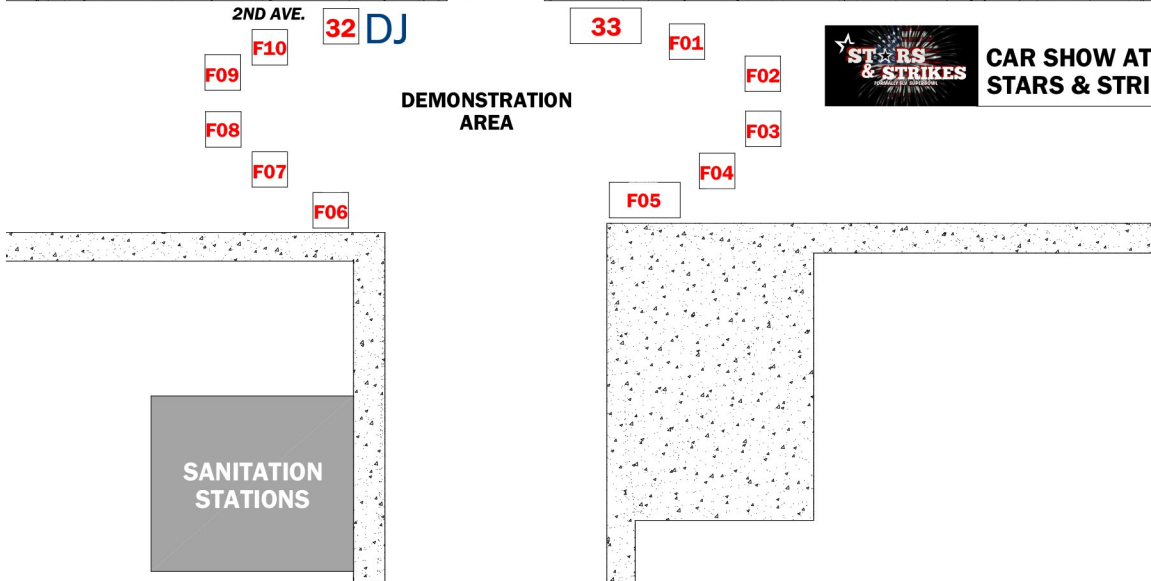 2ND AVE.
32 DJ
33
F01
F10
F09
F02
DEMONSTRATION
AREA
ST☆RS
& STRIKES
CAR SHOW AT
STARS & STRI
F08
F03
F07
F04
F06
F05
SANITATION
STATIONS